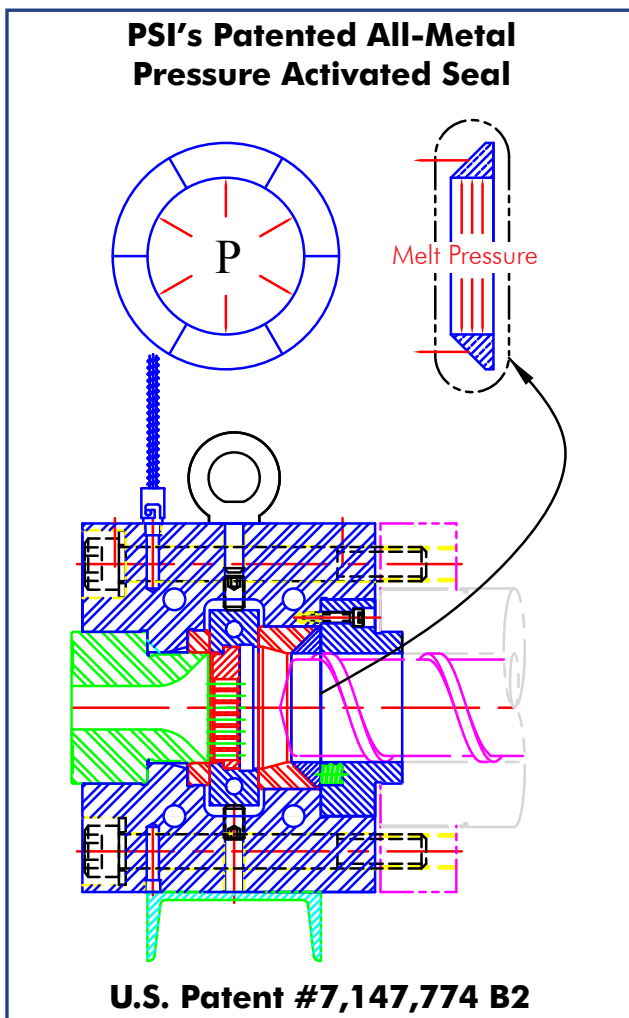 PSI's Patented All-Metal
Pressure Activated Seal
P
Melt Pressure
U.S. Patent #7,147,774 B2